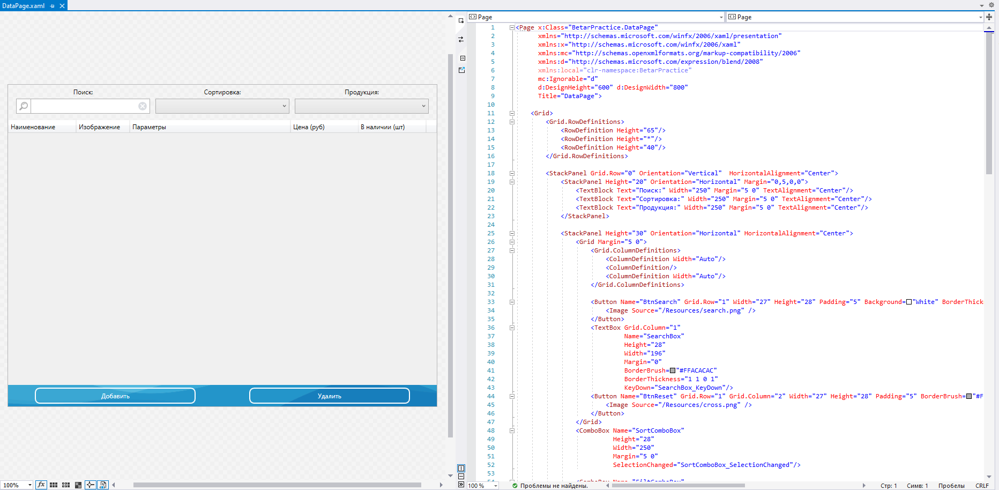 DataPage.xaml
Page
Page
Поиск:
Сортировка:
Продукция:
Наименование
Изображение
Параметры
Цена (руб)
В наличии (шт)
Добавить
Удалить
1 <Page x:Class="BetarPractice.DataPage"
2 xmlns="http://schemas.microsoft.com/winfx/2006/xaml/presentation"
3 xmlns:x="http://schemas.microsoft.com/winfx/2006/xaml"
4 xmlns:mc="http://schemas.openxmlformats.org/markup-compatibility/2006"
5 xmlns:d="http://schemas.microsoft.com/expression/blend/2008"
6 xmlns:local="clr-namespace:BetarPractice"
7 mc:Ignorable="d"
8 d:DesignHeight="600" d:DesignWidth="800"
9 Title="DataPage">
10
11 <Grid>
12 <Grid.RowDefinitions>
13 <RowDefinition Height="65"/>
14 <RowDefinition Height="*"/>
15 <RowDefinition Height="40"/>
16 </Grid.RowDefinitions>
17
18 <StackPanel Grid.Row="0" Orientation="Vertical"  HorizontalAlignment="Center">
19 <StackPanel Height="20" Orientation="Horizontal" Margin="0,5,0,0">
20 <TextBlock Text="Поиск:" Width="250" Margin="5 0" TextAlignment="Center"/>
21 <TextBlock Text="Сортировка:" Width="250" Margin="5 0" TextAlignment="Center"/>
22 <TextBlock Text="Продукция:" Width="250" Margin="5 0" TextAlignment="Center"/>
23 </StackPanel>
24
25 <StackPanel Height="30" Orientation="Horizontal" HorizontalAlignment="Center">
26 <Grid Margin="5 0">
27 <Grid.ColumnDefinitions>
28 <ColumnDefinition Width="Auto"/>
29 <ColumnDefinition/>
30 <ColumnDefinition Width="Auto"/>
31 </Grid.ColumnDefinitions>
32
33 <Button Name="BtnSearch" Grid.Row="1" Width="27" Height="28" Padding="5" Background="White" BorderThick
34 <Image Source="/Resources/search.png" />
35 </Button>
36 <TextBox Grid.Column="1"
37 Name="SearchBox"
38 Height="28"
39 Width="196"
40 Margin="0"
41 BorderBrush="#FFACACAC"
42 BorderThickness="1 1 0 1"
43 KeyDown="SearchBox_KeyDown"/>
44 <Button Name="BtnReset" Grid.Row="1" Grid.Column="2" Width="27" Height="28" Padding="5" BorderBrush="#F
45 <Image Source="/Resources/cross.png" />
46 </Button>
47 </Grid>
48 <ComboBox Name="SortComboBox"
49 Height="28"
50 Width="250"
51 Margin="5 0"
52 SelectionChanged="SortComboBox_SelectionChanged"/>
53
54 <ComboBox Name="FiltComboBox"
100%
fx
100 %
Проблемы не найдены.
Стр: 1
Симв: 1
Пробелы
CRLF